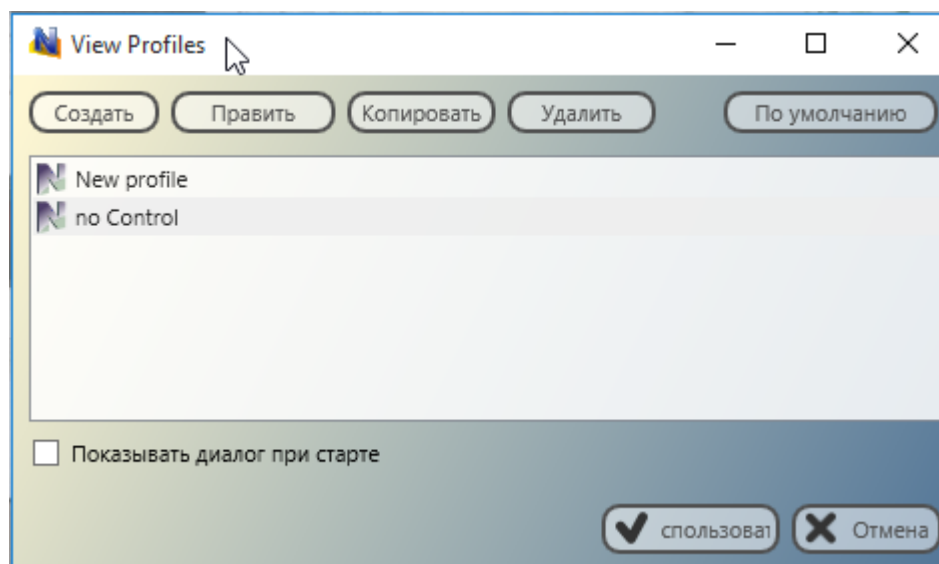 View Profiles
Создать Править Копировать Удалить По умолчанию
New profile
no Control
Показывать диалог при старте
спользоват Отмена